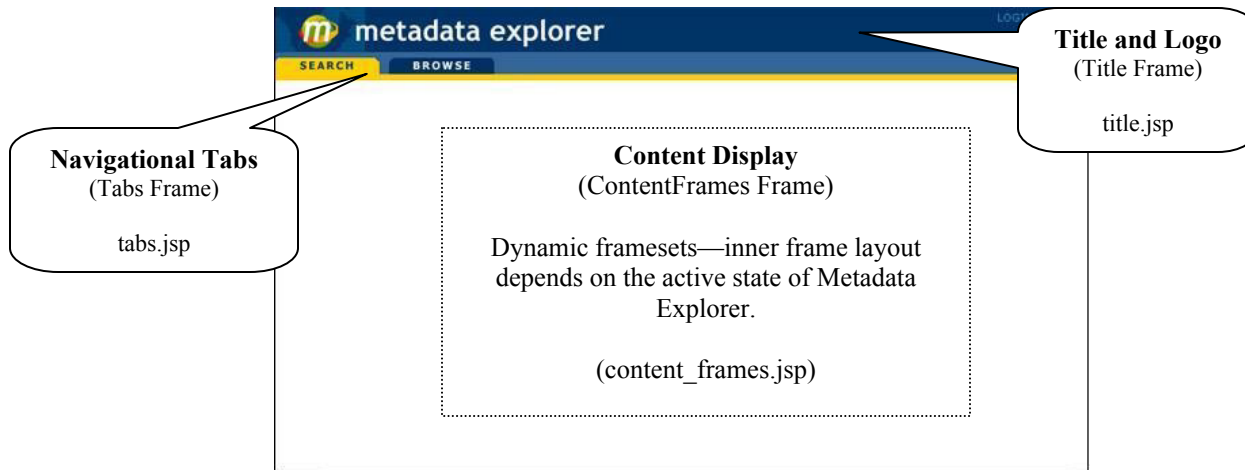 metadata explorer
SEARCH
BROWSE
Title and Logo
(Title Frame)
title.jsp
Navigational Tabs
(Tabs Frame)
tabs.jsp
Content Display
(ContentFrames Frame)
Dynamic framesets—inner frame layout
depends on the active state of Metadata
Explorer.
(content_frames.jsp)